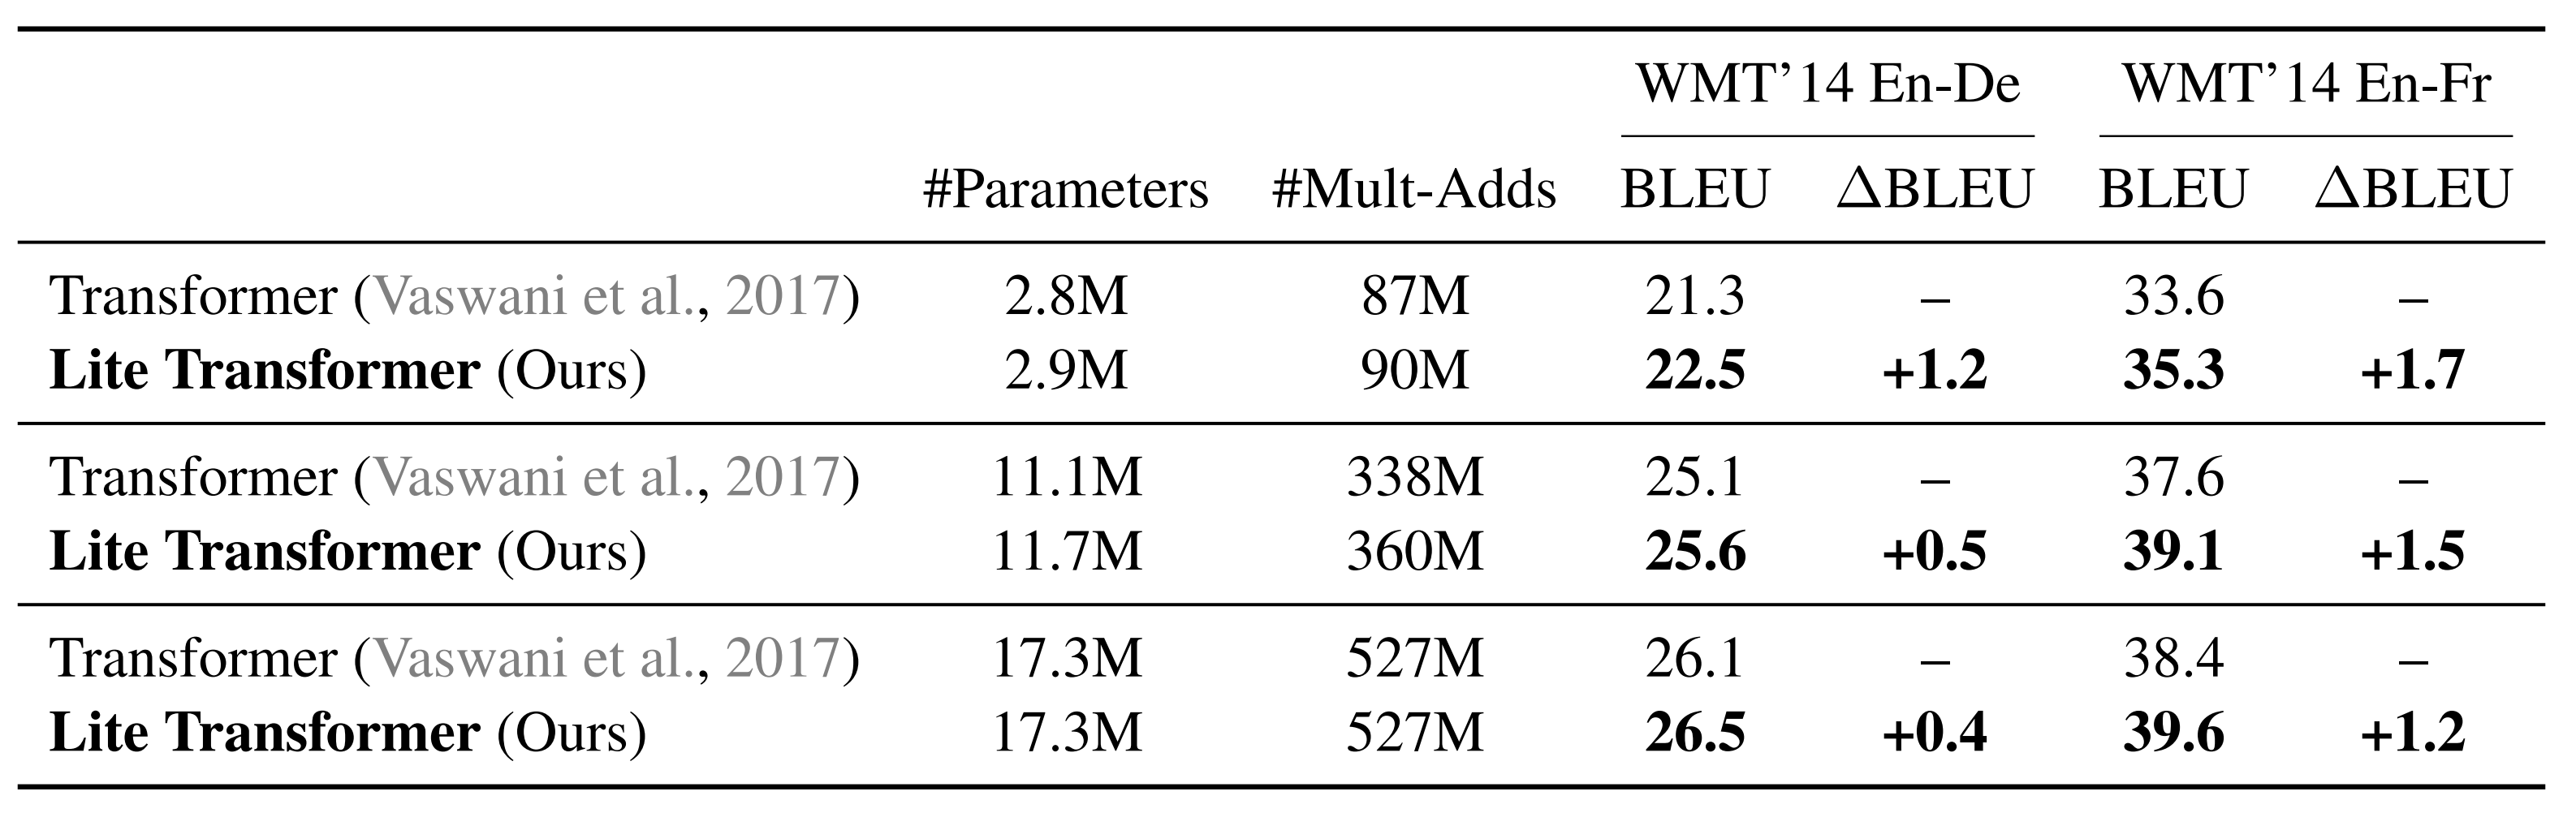 WMT’14 En-De WMT’14 En-Fr
#Parameters #Mult-Adds BLEU ΔBLEU BLEU ΔBLEU
Transformer (Vaswani et al., 2017) 2.8M 87M 21.3 – 33.6 –
Lite Transformer (Ours) 2.9M 90M 22.5 +1.2 35.3 +1.7
Transformer (Vaswani et al., 2017) 11.1M 338M 25.1 – 37.6 –
Lite Transformer (Ours) 11.7M 360M 25.6 +0.5 39.1 +1.5
Transformer (Vaswani et al., 2017) 17.3M 527M 26.1 – 38.4 –
Lite Transformer (Ours) 17.3M 527M 26.5 +0.4 39.6 +1.2